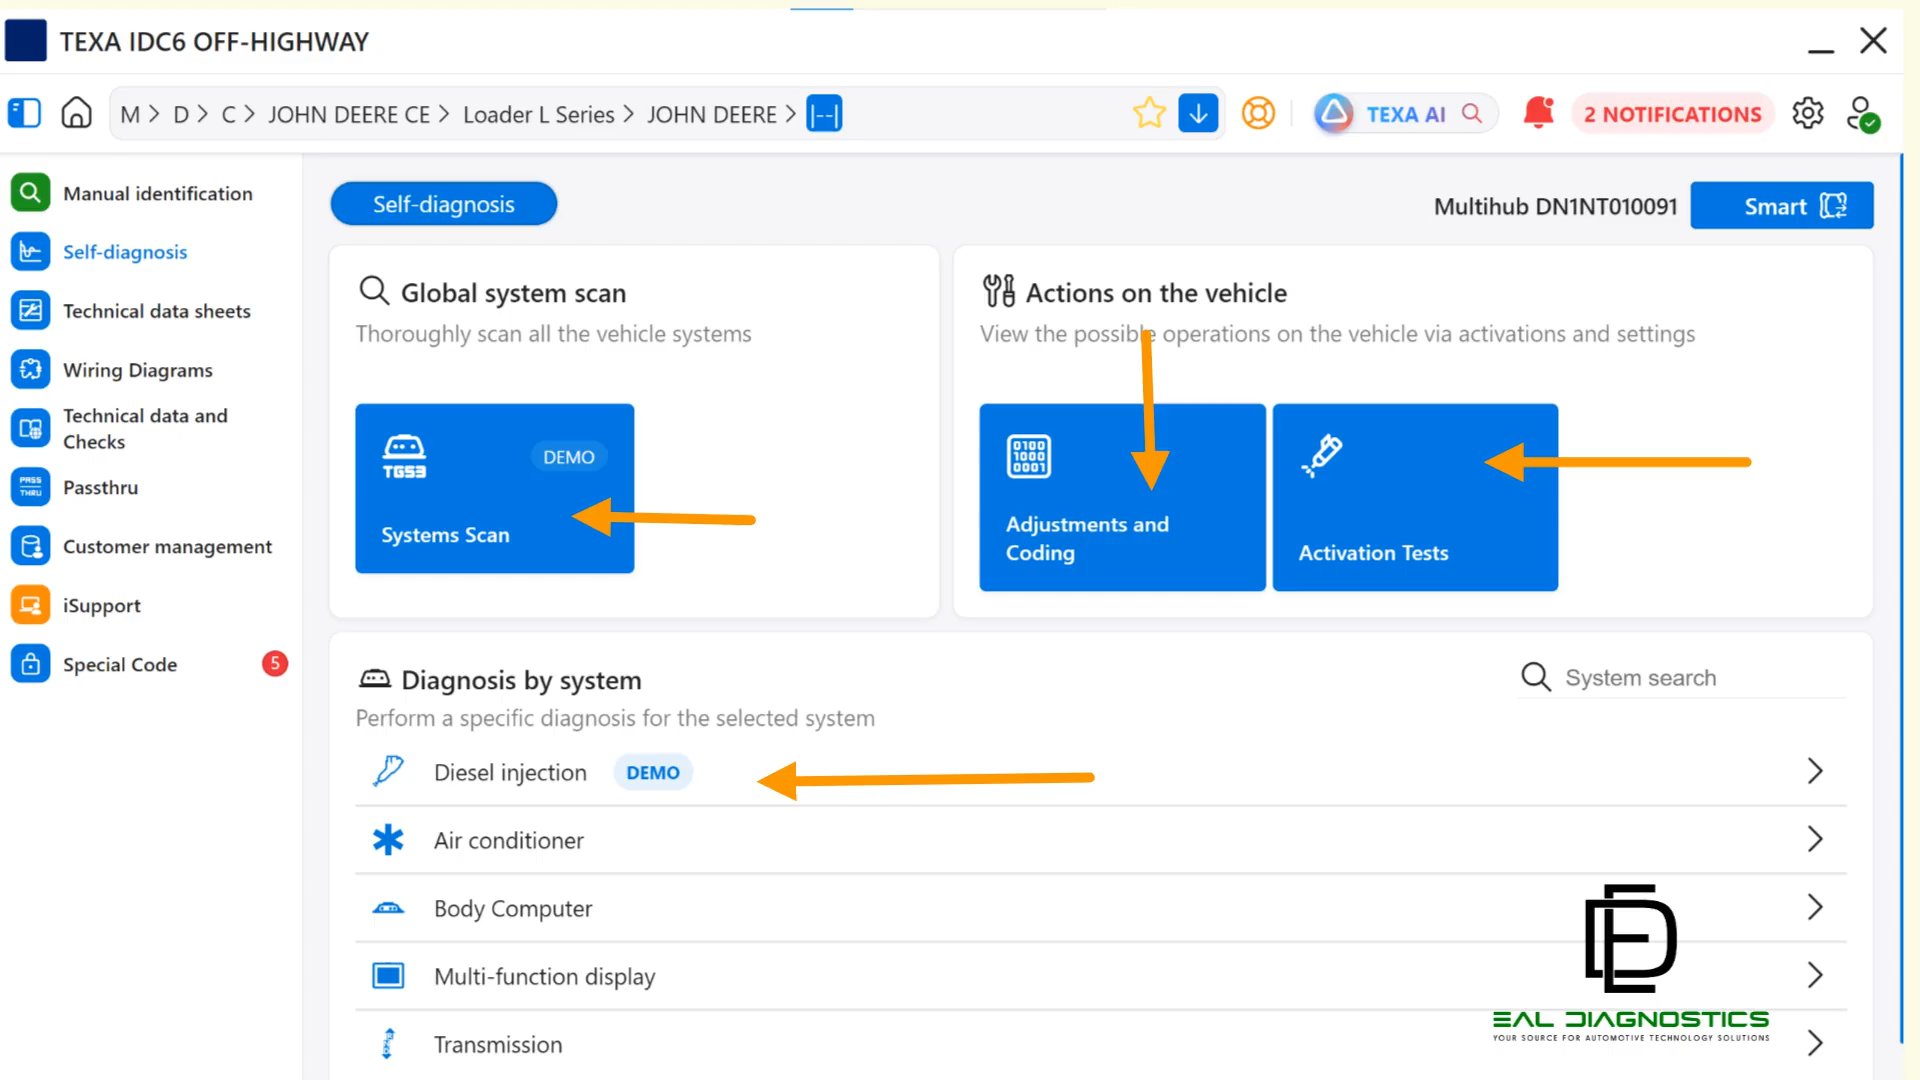 TEXA IDC6 OFF-HIGHWAY
M > D > C > JOHN DEERE CE > Loader L Series > JOHN DEERE > |--|
TEXA AI
2 NOTIFICATIONS
Manual identification
Self-diagnosis
Technical data sheets
Wiring Diagrams
Technical data and
Checks
PASS
THRU
Passthru
Customer management
iSupport
Special Code
5
Self-diagnosis
Multihub DN1NT010091
Smart
Global system scan
Thoroughly scan all the vehicle systems
TGS3
DEMO
Systems Scan
Actions on the vehicle
View the possible operations on the vehicle via activations and settings
0100
1000
0001
Adjustments and
Coding
Activation Tests
Diagnosis by system
Perform a specific diagnosis for the selected system
System search
Diesel injection
DEMO
Air conditioner
Body Computer
Multi-function display
Transmission
EAL DIAGNOSTICS
YOUR SOURCE FOR AUTOMOTIVE TECHNOLOGY SOLUTIONS